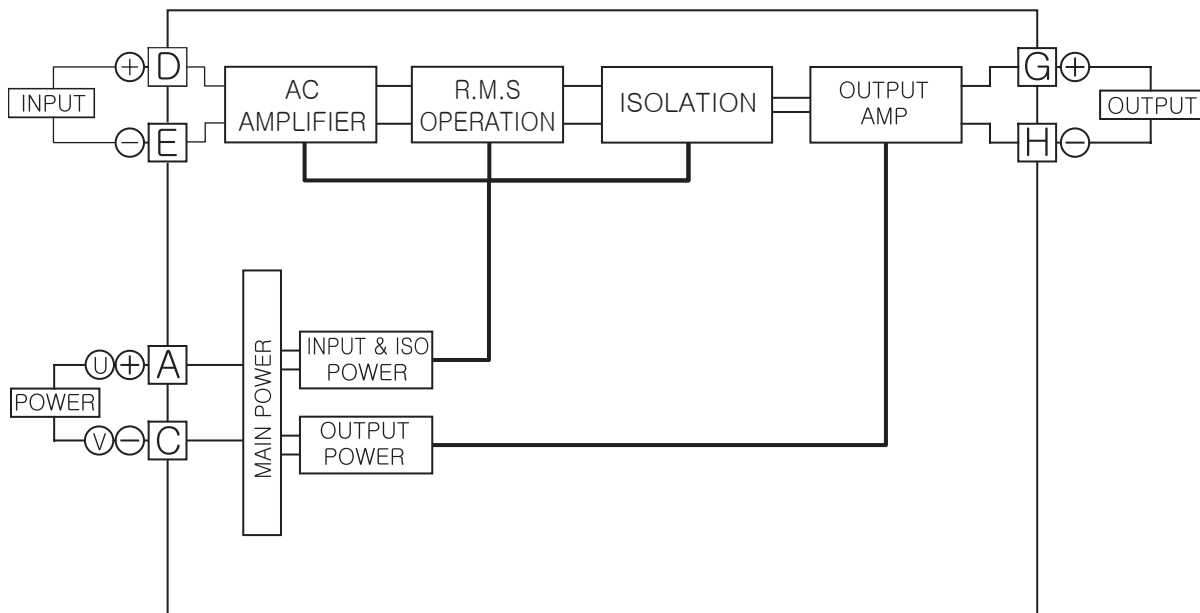 INPUT
+ D
− E
AC
AMPLIFIER
R.M.S
OPERATION
ISOLATION
OUTPUT
AMP
G +
H −
OUTPUT
POWER
U + A
V − C
MAIN POWER
INPUT & ISO
POWER
OUTPUT
POWER